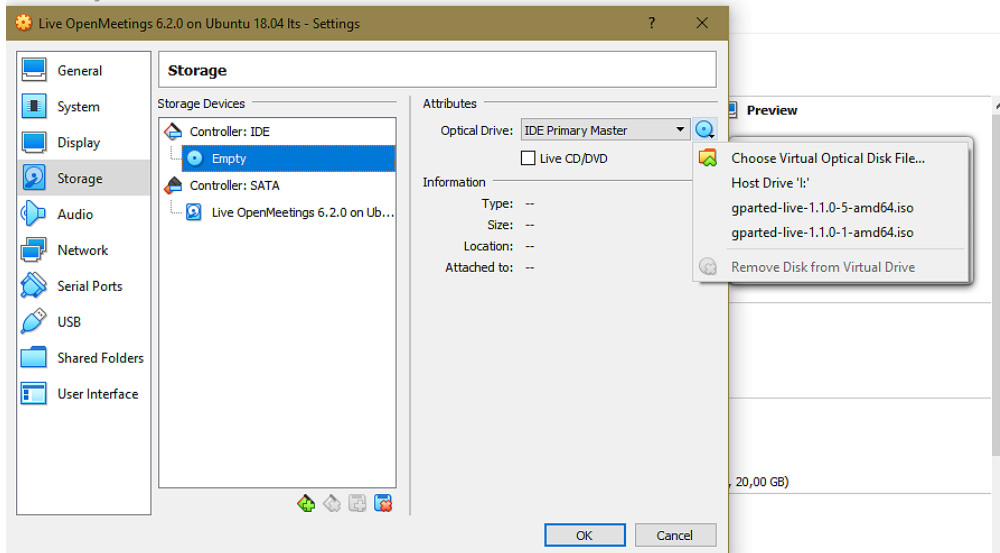 Live OpenMeetings 6.2.0 on Ubuntu 18.04 lts - Settings
?
General
System
Display
Storage
Audio
Network
Serial Ports
USB
Shared Folders
User Interface
Storage
Storage Devices
Controller: IDE
Empty
Controller: SATA
Live OpenMeetings 6.2.0 on Ub...
Attributes
Optical Drive: IDE Primary Master
Live CD/DVD
Information
Type: --
Size: --
Location: --
Attached to: --
OK
Cancel
Preview
Choose Virtual Optical Disk File...
Host Drive 'I:'
gparted-live-1.1.0-5-amd64.iso
gparted-live-1.1.0-1-amd64.iso
Remove Disk from Virtual Drive
, 20,00 GB)